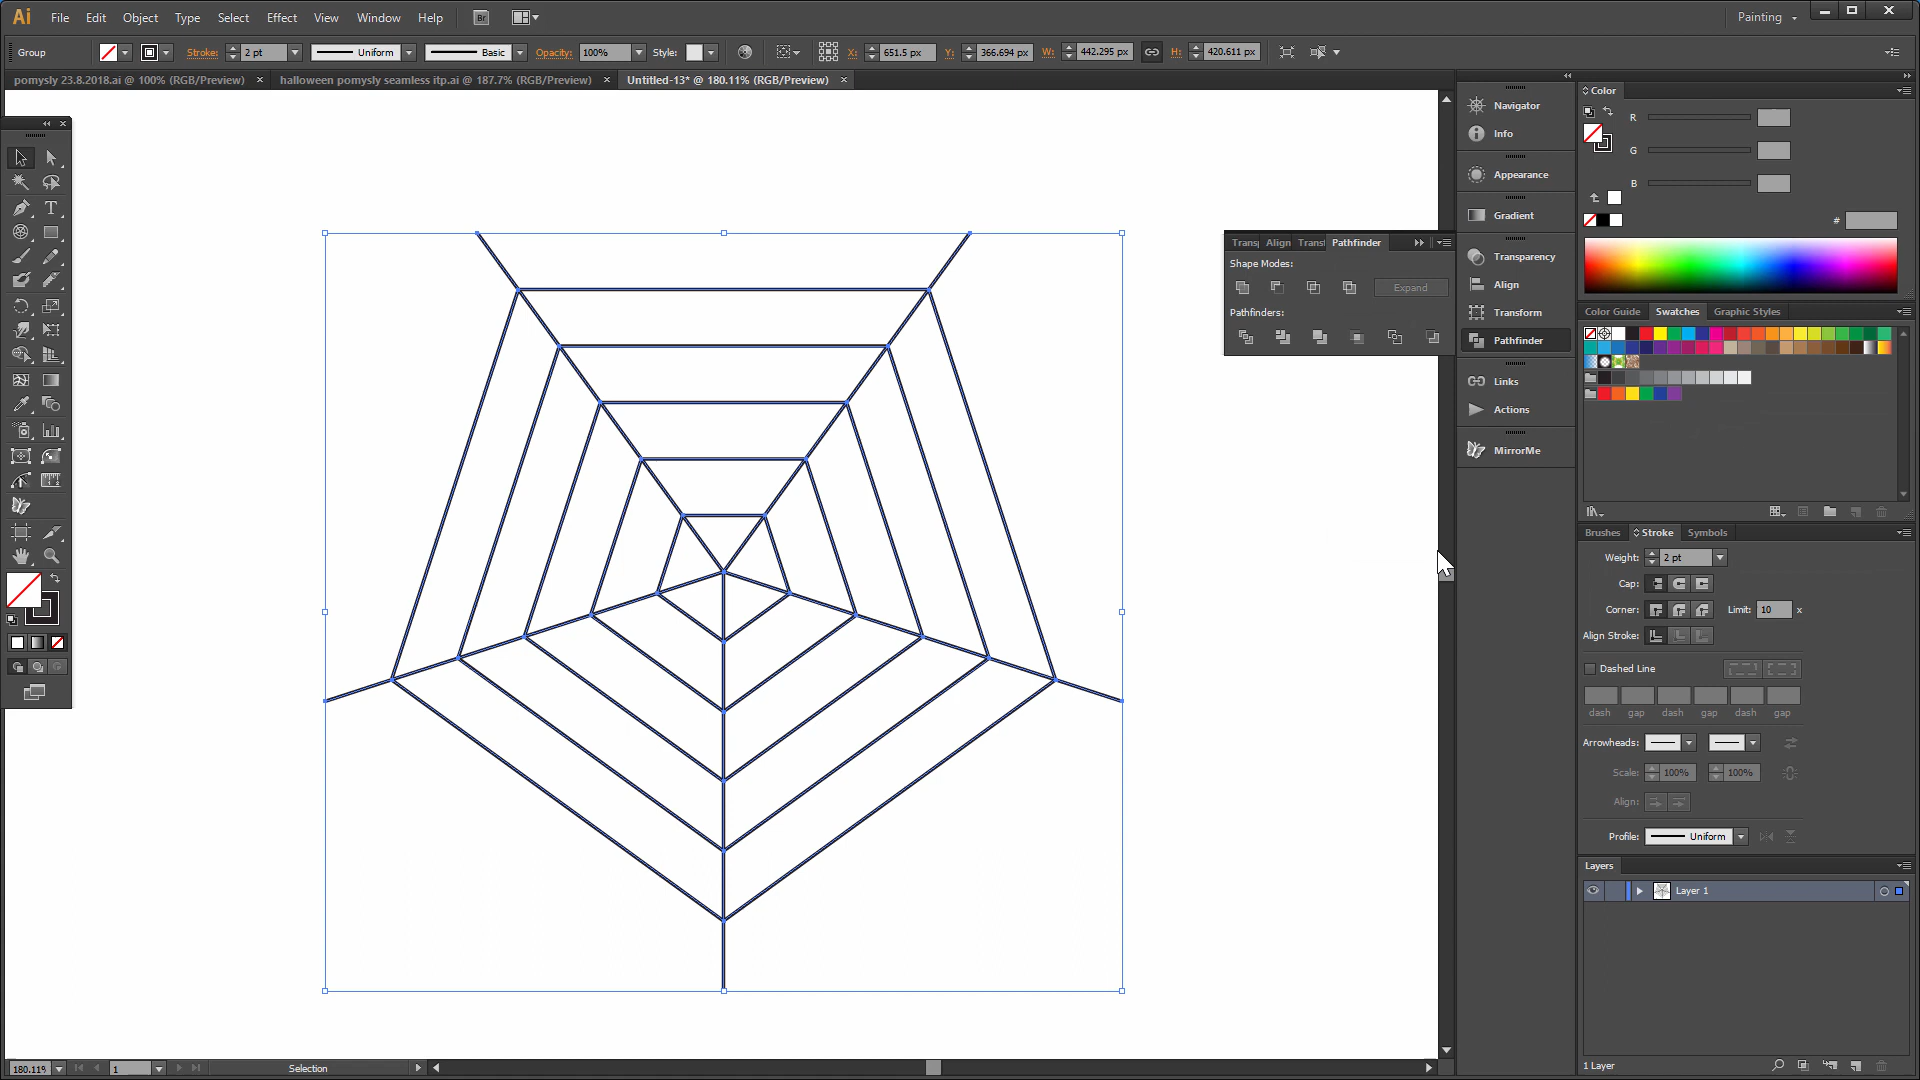 Ai File Edit Object Type Select Effect View Window Help Br Painting
Group Stroke: 2 pt Uniform Basic Opacity: 100% Style: X: 651.5 px Y: 366.694 px W: 442.295 px H: 420.611 px
pomysly 23.8.2018.ai @ 100% (RGB/Preview) × halloween pomysly seamless itp.ai @ 187.7% (RGB/Preview) × Untitled-13* @ 180.11% (RGB/Preview) ×
Navigator
Info
Appearance
Gradient
Transparency
Align
Transform
Pathfinder
Links
Actions
MirrorMe
Trans Align Trans Pathfinder
Shape Modes:
Expand
Pathfinders:
Color
R
G
B
#
Color Guide Swatches Graphic Styles
Brushes Stroke Symbols
Weight: 2 pt
Cap:
Corner: Limit: 10 x
Align Stroke:
Dashed Line
dash gap dash gap dash gap
Arrowheads:
Scale: 100% 100%
Align:
Profile: Uniform
Layers
Layer 1
1 Layer
180.11% 1 Selection